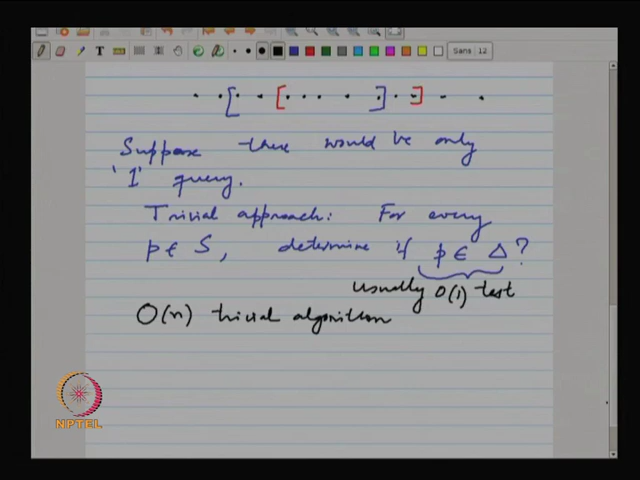 Sans 12
Suppose there would be only
'1' query.
Trivial approach: For every
p ∈ S, determine if p ∈ Δ?
usually O(1) test
O(n) trivial algorithm
NPTEL